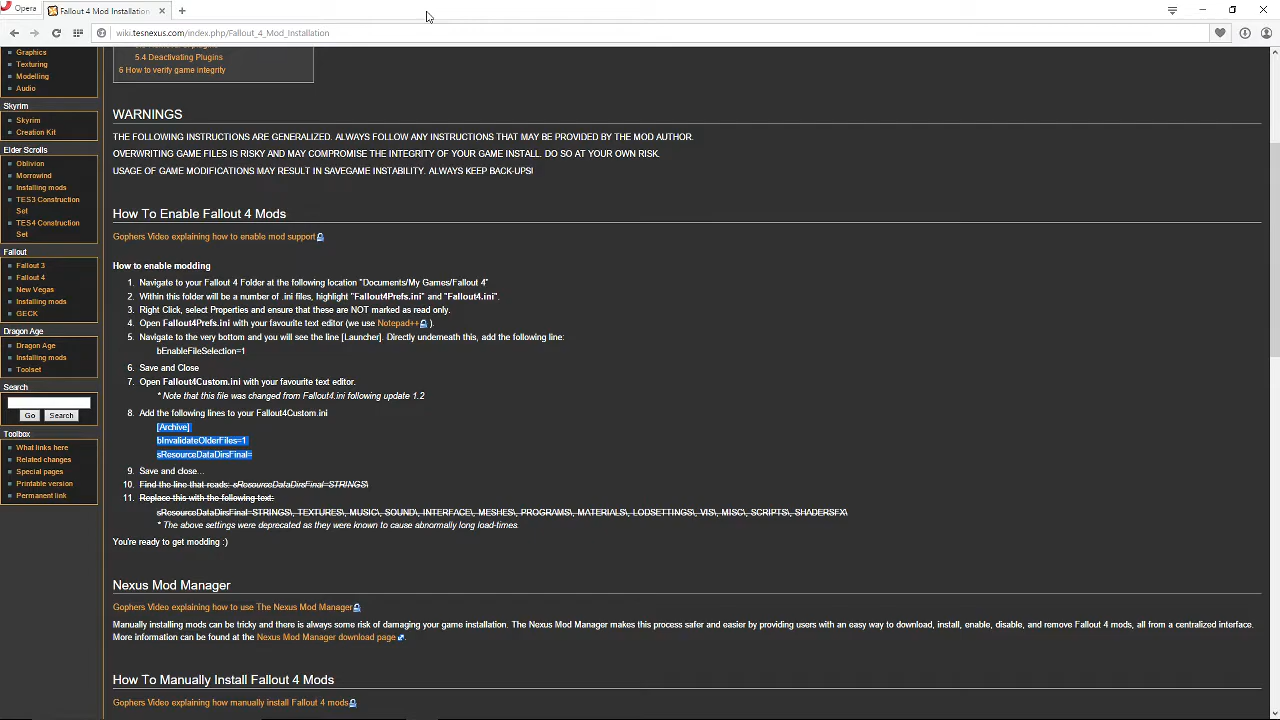 Opera
Fallout 4 Mod Installation
wiki.tesnexus.com/index.php/Fallout_4_Mod_Installation
Graphics
Texturing
Modelling
Audio
Skyrim
Skyrim
Creation Kit
Elder Scrolls
Oblivion
Morrowind
Installing mods
TES3 Construction
Set
TES4 Construction
Set
Fallout
Fallout 3
Fallout 4
New Vegas
Installing mods
GECK
Dragon Age
Dragon Age
Installing mods
Toolset
Search
Go Search
Toolbox
What links here
Related changes
Special pages
Printable version
Permanent link
5.4 Deactivating Plugins
6 How to verify game integrity
WARNINGS
THE FOLLOWING INSTRUCTIONS ARE GENERALIZED. ALWAYS FOLLOW ANY INSTRUCTIONS THAT MAY BE PROVIDED BY THE MOD AUTHOR.
OVERWRITING GAME FILES IS RISKY AND MAY COMPROMISE THE INTEGRITY OF YOUR GAME INSTALL. DO SO AT YOUR OWN RISK.
USAGE OF GAME MODIFICATIONS MAY RESULT IN SAVEGAME INSTABILITY. ALWAYS KEEP BACK-UPS!
How To Enable Fallout 4 Mods
Gophers Video explaining how to enable mod support
How to enable modding
1. Navigate to your Fallout 4 Folder at the following location "Documents/My Games/Fallout 4"
2. Within this folder will be a number of .ini files, highlight "Fallout4Prefs.ini" and "Fallout4.ini".
3. Right Click, select Properties and ensure that these are NOT marked as read only.
4. Open Fallout4Prefs.ini with your favourite text editor (we use Notepad++ ).
5. Navigate to the very bottom and you will see the line [Launcher]. Directly underneath this, add the following line:
bEnableFileSelection=1
6. Save and Close
7. Open Fallout4Custom.ini with your favourite text editor.
* Note that this file was changed from Fallout4.ini following update 1.2
8. Add the following lines to your Fallout4Custom.ini
[Archive]
bInvalidateOlderFiles=1
sResourceDataDirsFinal=
9. Save and close...
10. Find the line that reads: sResourceDataDirsFinal=STRINGS\
11. Replace this with the following text:
sResourceDataDirsFinal=STRINGS\, TEXTURES\, MUSIC\, SOUND\, INTERFACE\, MESHES\, PROGRAMS\, MATERIALS\, LODSETTINGS\, VIS\, MISC\, SCRIPTS\, SHADERSFX\
* The above settings were deprecated as they were known to cause abnormally long load-times.
You're ready to get modding :)
Nexus Mod Manager
Gophers Video explaining how to use The Nexus Mod Manager
Manually installing mods can be tricky and there is always some risk of damaging your game installation. The Nexus Mod Manager makes this process safer and easier by providing users with an easy way to download, install, enable, disable, and remove Fallout 4 mods, all from a centralized interface.
More information can be found at the Nexus Mod Manager download page .
How To Manually Install Fallout 4 Mods
Gophers Video explaining how manually install Fallout 4 mods